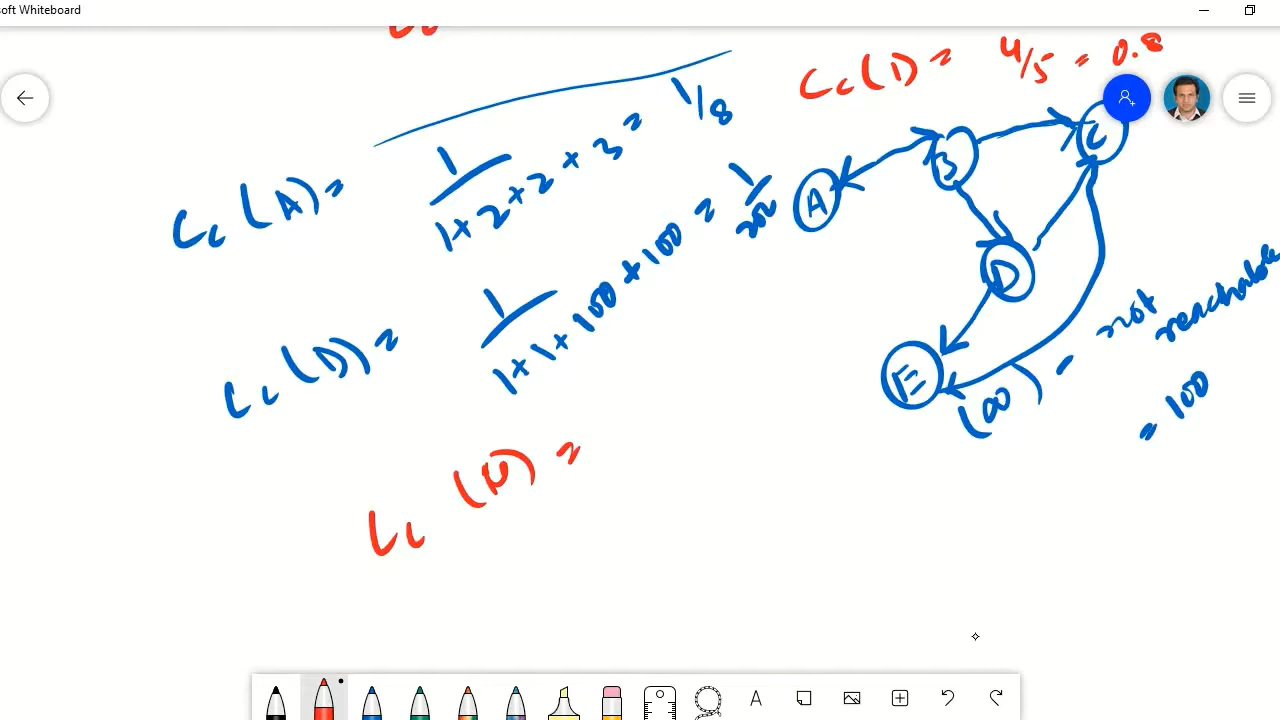 soft Whiteboard
Cc(D) = 4/5 = 0.8
Cc(A) = 1/(1+2+2+3) = 1/8
Cc(D) = 1/(1+1+100+100) = 1/202
A
B
C
D
E
(∞) - not reachable
= 100
Cc(N) =
A